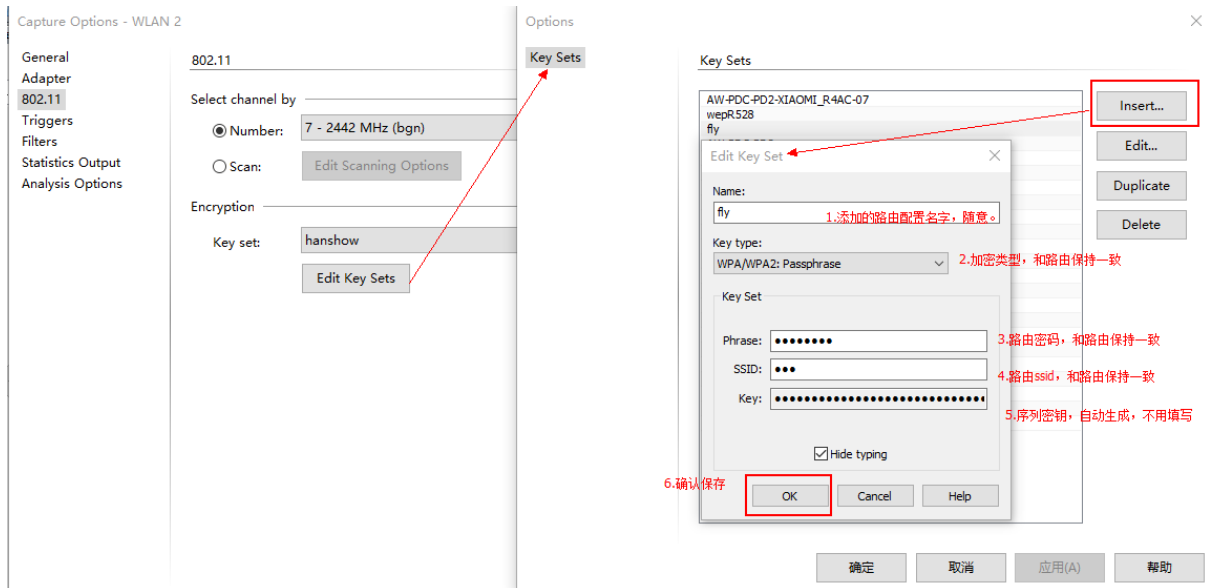 Capture Options - WLAN 2
General
Adapter
802.11
Triggers
Filters
Statistics Output
Analysis Options
802.11
Select channel by
Number:
7 - 2442 MHz (bgn)
Scan:
Edit Scanning Options
Encryption
Key set:
hanshow
Edit Key Sets
Options
Key Sets
Key Sets
AW-PDC-PD2-XIAOMI_R4AC-07
wepR528
fly
Insert...
Edit...
Duplicate
Delete
Edit Key Set
Name:
fly
1.添加的路由配置名字，随意。
Key type:
WPA/WPA2: Passphrase
2.加密类型，和路由保持一致
Key Set
Phrase: ●●●●●●●●
3.路由密码，和路由保持一致
SSID: ●●●
4.路由ssid，和路由保持一致
Key: ●●●●●●●●●●●●●●●●●●●●●●●●●●●●●
5.序列密钥，自动生成，不用填写
Hide typing
6.确认保存
OK
Cancel
Help
确定
取消
应用(A)
帮助